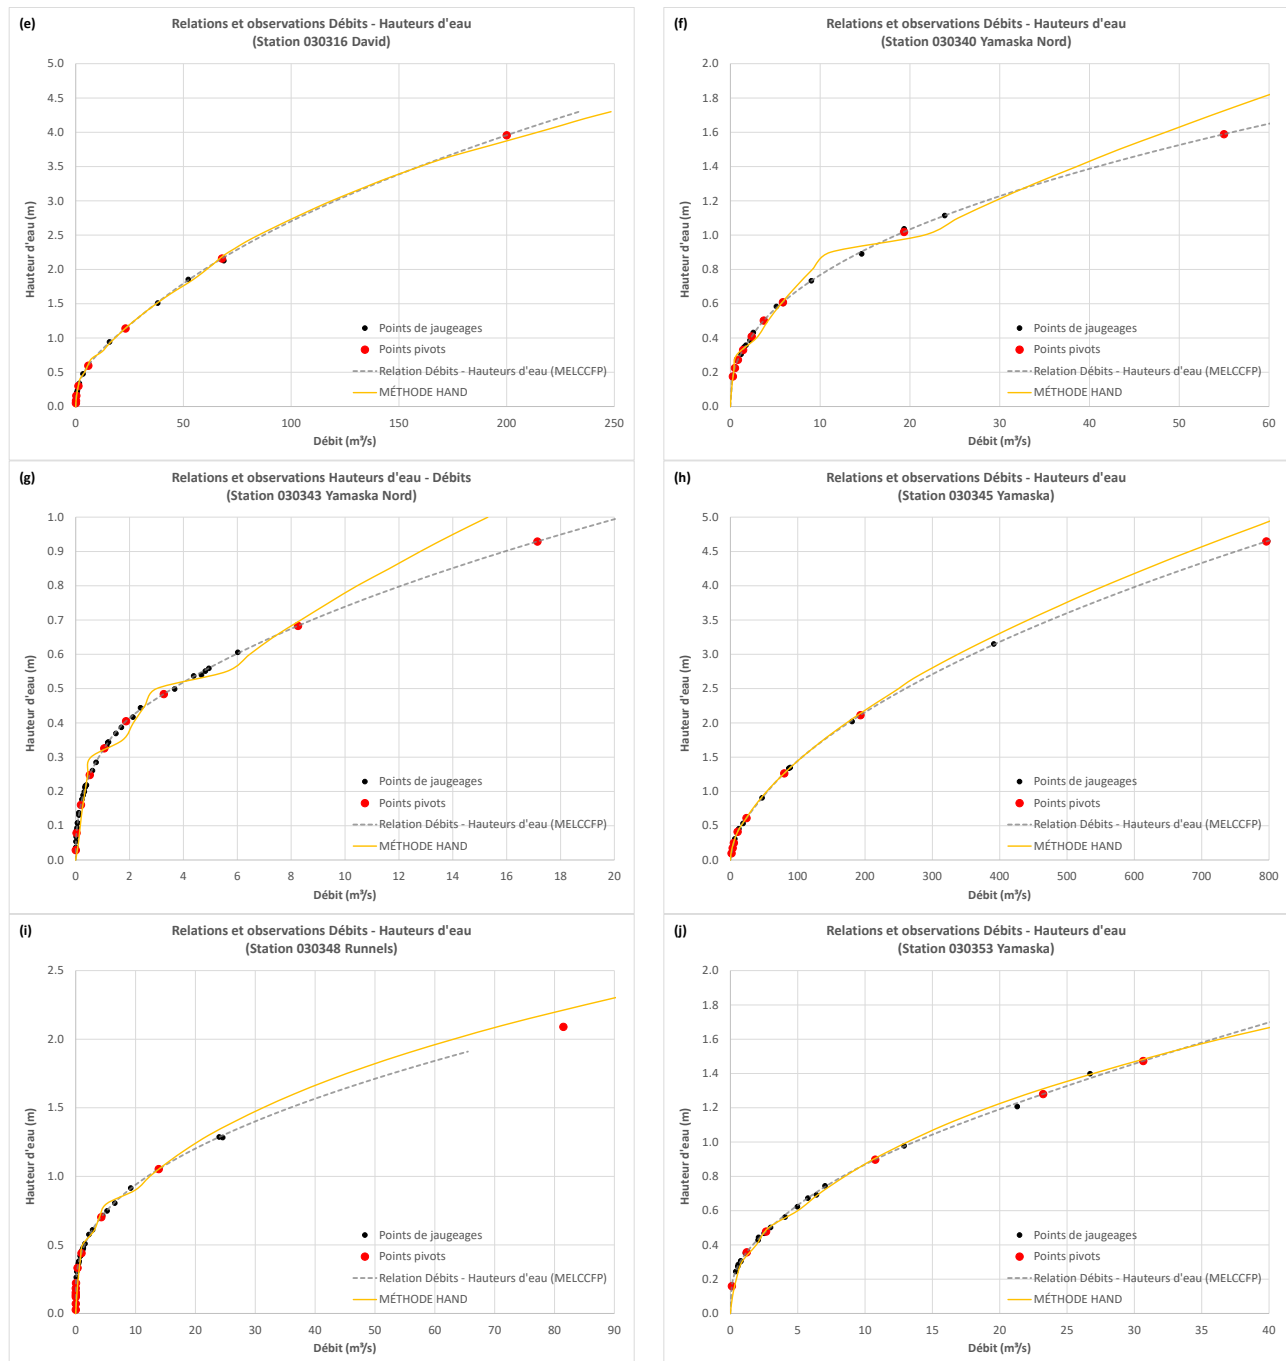 (e)
Relations et observations Débits - Hauteurs d'eau
(Station 030316 David)
Hauteur d'eau (m)
5.0
4.5
4.0
3.5
3.0
2.5
2.0
1.5
1.0
0.5
0.0
Points de jaugeages
Points pivots
Relation Débits - Hauteurs d'eau (MELCCFP)
MÉTHODE HAND
0
50
100
150
200
250
Débit (m³/s)
(f)
Relations et observations Débits - Hauteurs d'eau
(Station 030340 Yamaska Nord)
Hauteur d'eau (m)
2.0
1.8
1.6
1.4
1.2
1.0
0.8
0.6
0.4
0.2
0.0
Points de jaugeages
Points pivots
Relation Débits - Hauteurs d'eau (MELCCFP)
MÉTHODE HAND
0
10
20
30
40
50
60
Débit (m³/s)
(g)
Relations et observations Hauteurs d'eau - Débits
(Station 030343 Yamaska Nord)
Hauteur d'eau (m)
1.0
0.9
0.8
0.7
0.6
0.5
0.4
0.3
0.2
0.1
0.0
Points de jaugeages
Points pivots
Relation Débits - Hauteurs d'eau (MELCCFP)
MÉTHODE HAND
0
2
4
6
8
10
12
14
16
18
20
Débit (m³/s)
(h)
Relations et observations Débits - Hauteurs d'eau
(Station 030345 Yamaska)
Hauteur d'eau (m)
5.0
4.5
4.0
3.5
3.0
2.5
2.0
1.5
1.0
0.5
0.0
Points de jaugeages
Points pivots
Relation Débits - Hauteurs d'eau (MELCCFP)
MÉTHODE HAND
0
100
200
300
400
500
600
700
800
Débit (m³/s)
(i)
Relations et observations Débits - Hauteurs d'eau
(Station 030348 Runnels)
Hauteur d'eau (m)
2.5
2.0
1.5
1.0
0.5
0.0
Points de jaugeages
Points pivots
Relation Débits - Hauteurs d'eau (MELCCFP)
MÉTHODE HAND
0
10
20
30
40
50
60
70
80
90
Débit (m³/s)
(j)
Relations et observations Débits - Hauteurs d'eau
(Station 030353 Yamaska)
Hauteur d'eau (m)
2.0
1.8
1.6
1.4
1.2
1.0
0.8
0.6
0.4
0.2
0.0
Points de jaugeages
Points pivots
Relation Débits - Hauteurs d'eau (MELCCFP)
MÉTHODE HAND
0
5
10
15
20
25
30
35
40
Débit (m³/s)